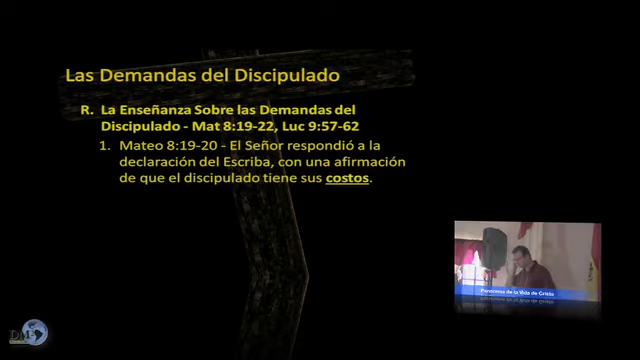 Las Demandas del Discipulado
R. La Enseñanza Sobre las Demandas del
Discipulado - Mat 8:19-22, Luc 9:57-62
1. Mateo 8:19-20 - El Señor respondió a la
declaración del Escriba, con una afirmación
de que el discipulado tiene sus costos.
Panorama de la Vida de Cristo